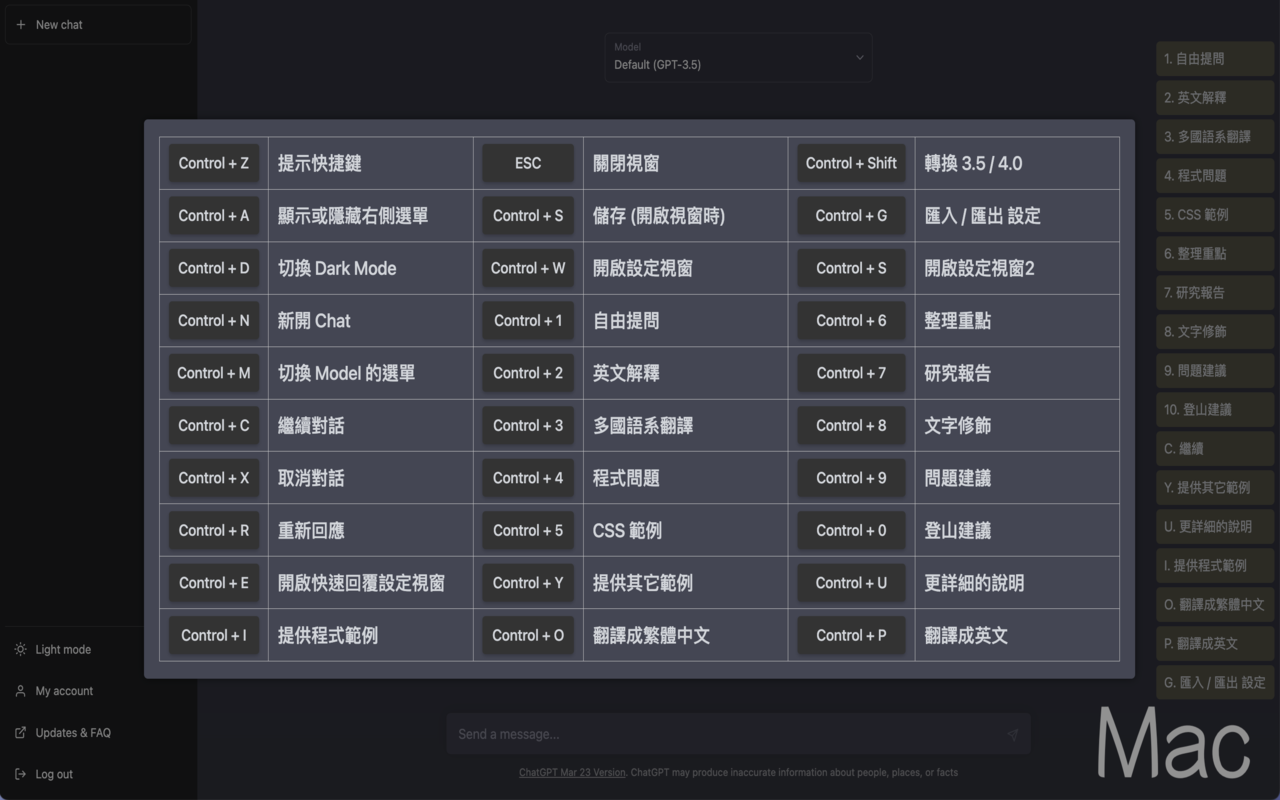 New chat
Model
Default (GPT-3.5)
Control + Z 提示快捷鍵 ESC 關閉視窗 Control + Shift 轉換 3.5 / 4.0
Control + A 顯示或隱藏右側選單 Control + S 儲存 (開啟視窗時) Control + G 匯入 / 匯出 設定
Control + D 切換 Dark Mode Control + W 開啟設定視窗 Control + S 開啟設定視窗2
Control + N 新開 Chat Control + 1 自由提問 Control + 6 整理重點
Control + M 切換 Model 的選單 Control + 2 英文解釋 Control + 7 研究報告
Control + C 繼續對話 Control + 3 多國語系翻譯 Control + 8 文字修飾
Control + X 取消對話 Control + 4 程式問題 Control + 9 問題建議
Control + R 重新回應 Control + 5 CSS 範例 Control + 0 登山建議
Control + E 開啟快速回覆設定視窗 Control + Y 提供其它範例 Control + U 更詳細的說明
Control + I 提供程式範例 Control + O 翻譯成繁體中文 Control + P 翻譯成英文
1. 自由提問
2. 英文解釋
3. 多國語系翻譯
4. 程式問題
5. CSS 範例
6. 整理重點
7. 研究報告
8. 文字修飾
9. 問題建議
10. 登山建議
C. 繼續
Y. 提供其它範例
U. 更詳細的說明
I. 提供程式範例
O. 翻譯成繁體中文
P. 翻譯成英文
G. 匯入 / 匯出 設定
Light mode
My account
Updates & FAQ
Log out
Send a message...
ChatGPT Mar 23 Version. ChatGPT may produce inaccurate information about people, places, or facts
Mac